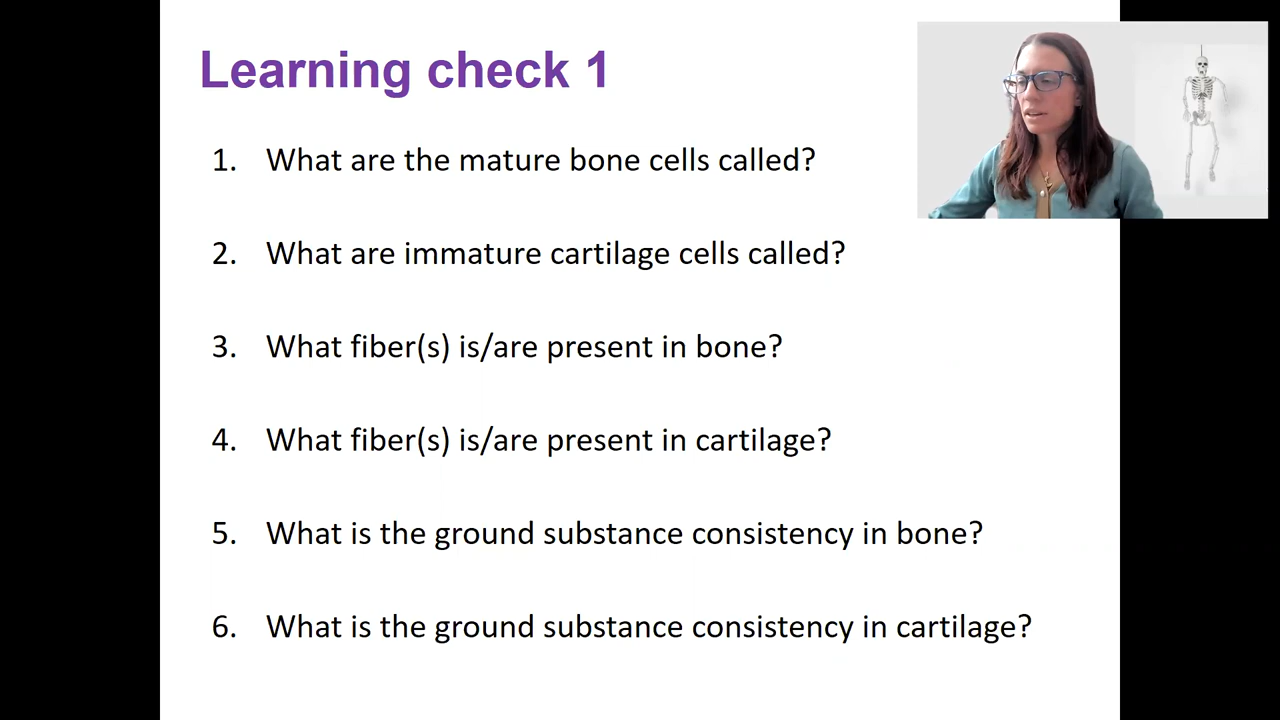 Learning check 1
1. What are the mature bone cells called?
2. What are immature cartilage cells called?
3. What fiber(s) is/are present in bone?
4. What fiber(s) is/are present in cartilage?
5. What is the ground substance consistency in bone?
6. What is the ground substance consistency in cartilage?